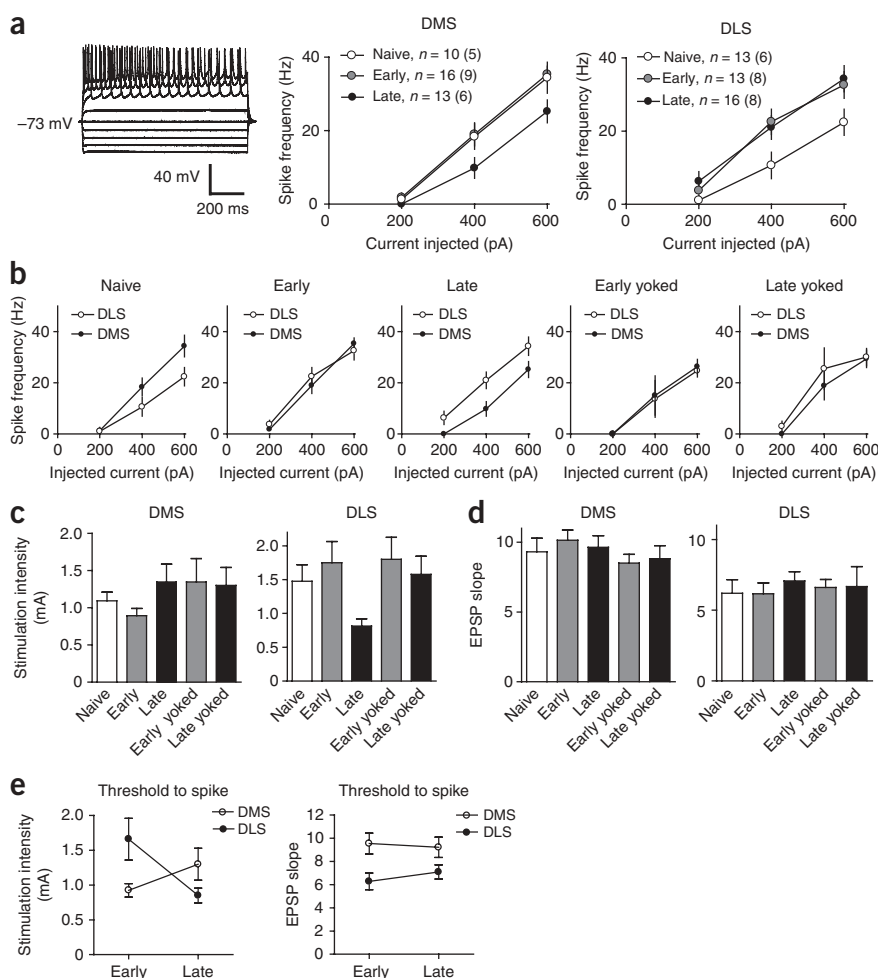 a
DMS
DLS
–73 mV
40 mV
200 ms
Spike frequency (Hz)
40
20
0
Naive, n = 10 (5)
Early, n = 16 (9)
Late, n = 13 (6)
0 200 400 600
Current injected (pA)
Spike frequency (Hz)
40
20
0
Naive, n = 13 (6)
Early, n = 13 (8)
Late, n = 16 (8)
0 200 400 600
Current injected (pA)
b
Naive
Early
Late
Early yoked
Late yoked
Spike frequency (Hz)
40
20
0
DLS
DMS
0 200 400 600
Injected current (pA)
40
20
0
DLS
DMS
0 200 400 600
Injected current (pA)
40
20
0
DLS
DMS
0 200 400 600
Injected current (pA)
40
20
0
DLS
DMS
0 200 400 600
Injected current (pA)
40
20
0
DLS
DMS
0 200 400 600
Injected current (pA)
c
DMS
Stimulation intensity
(mA)
2.0
1.5
1.0
0.5
0
Naive
Early
Late
Early yoked
Late yoked
DLS
2.0
1.5
1.0
0.5
0
Naive
Early
Late
Early yoked
Late yoked
d
DMS
EPSP slope
10
5
0
Naive
Early
Late
Early yoked
Late yoked
DLS
10
5
0
Naive
Early
Late
Early yoked
Late yoked
e
Threshold to spike
Stimulation intensity
(mA)
2.0
1.5
1.0
0.5
0
DMS
DLS
Early Late
Threshold to spike
EPSP slope
12
10
8
6
4
2
0
DMS
DLS
Early Late